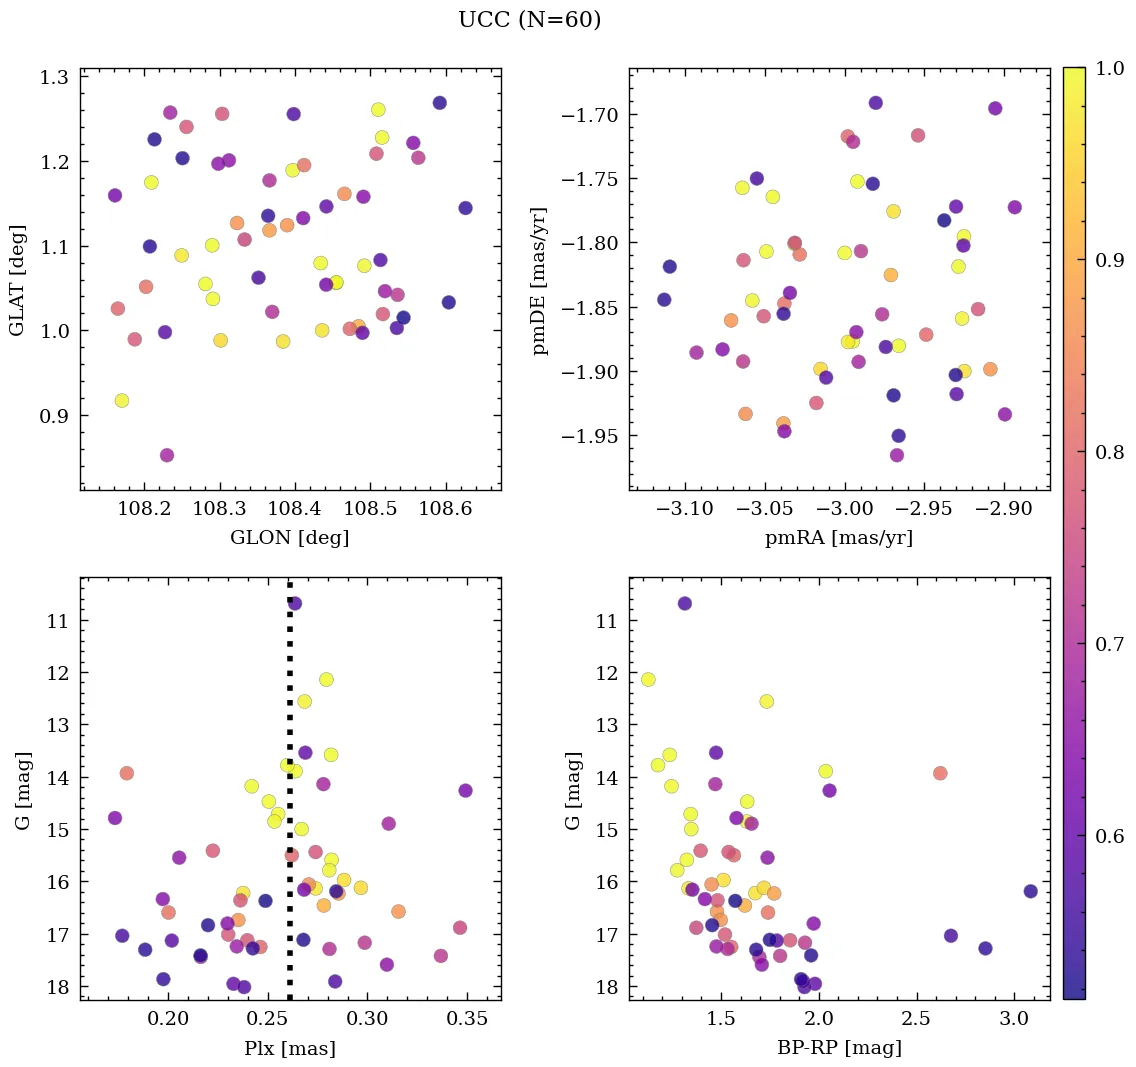 UCC (N=60)
1.3
1.2
1.1
1.0
0.9
GLAT [deg]
108.2 108.3 108.4 108.5 108.6
GLON [deg]
−1.70
−1.75
−1.80
−1.85
−1.90
−1.95
pmDE [mas/yr]
−3.10 −3.05 −3.00 −2.95 −2.90
pmRA [mas/yr]
1.0
0.9
0.8
0.7
0.6
11
12
13
14
15
16
17
18
G [mag]
0.20 0.25 0.30 0.35
Plx [mas]
11
12
13
14
15
16
17
18
G [mag]
1.5 2.0 2.5 3.0
BP-RP [mag]